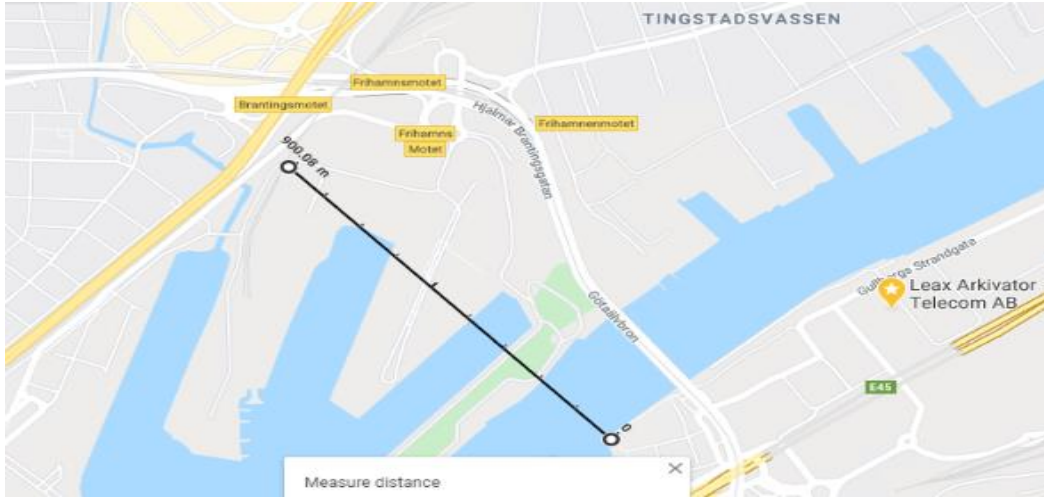 TINGSTADSVASSEN
Frihamnsmotet
Brantingsmotet
Hjalmar Brantingsgatan
Frihamnenmotet
Frihamns
Motet
900.08 m
Gullbergs Strandgata
Leax Arkivator
Telecom AB
Götaälvbron
E45
0
Measure distance